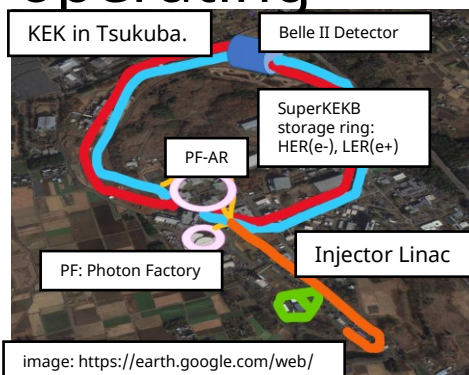 operating
KEK in Tsukuba.
Belle II Detector
SuperKEKB
storage ring:
HER(e-), LER(e+)
PF-AR
Injector Linac
PF: Photon Factory
image: https://earth.google.com/web/